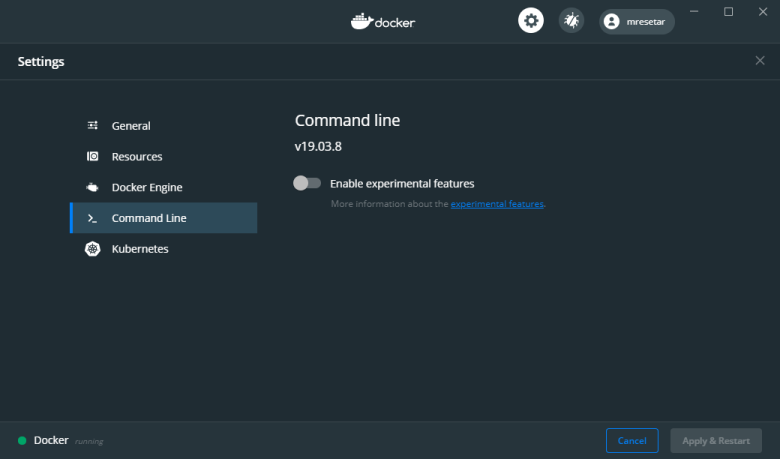 docker
mresetar
Settings
General
Resources
Docker Engine
Command Line
Kubernetes
Command line
v19.03.8
Enable experimental features
More information about the experimental features.
Docker running
Cancel
Apply & Restart